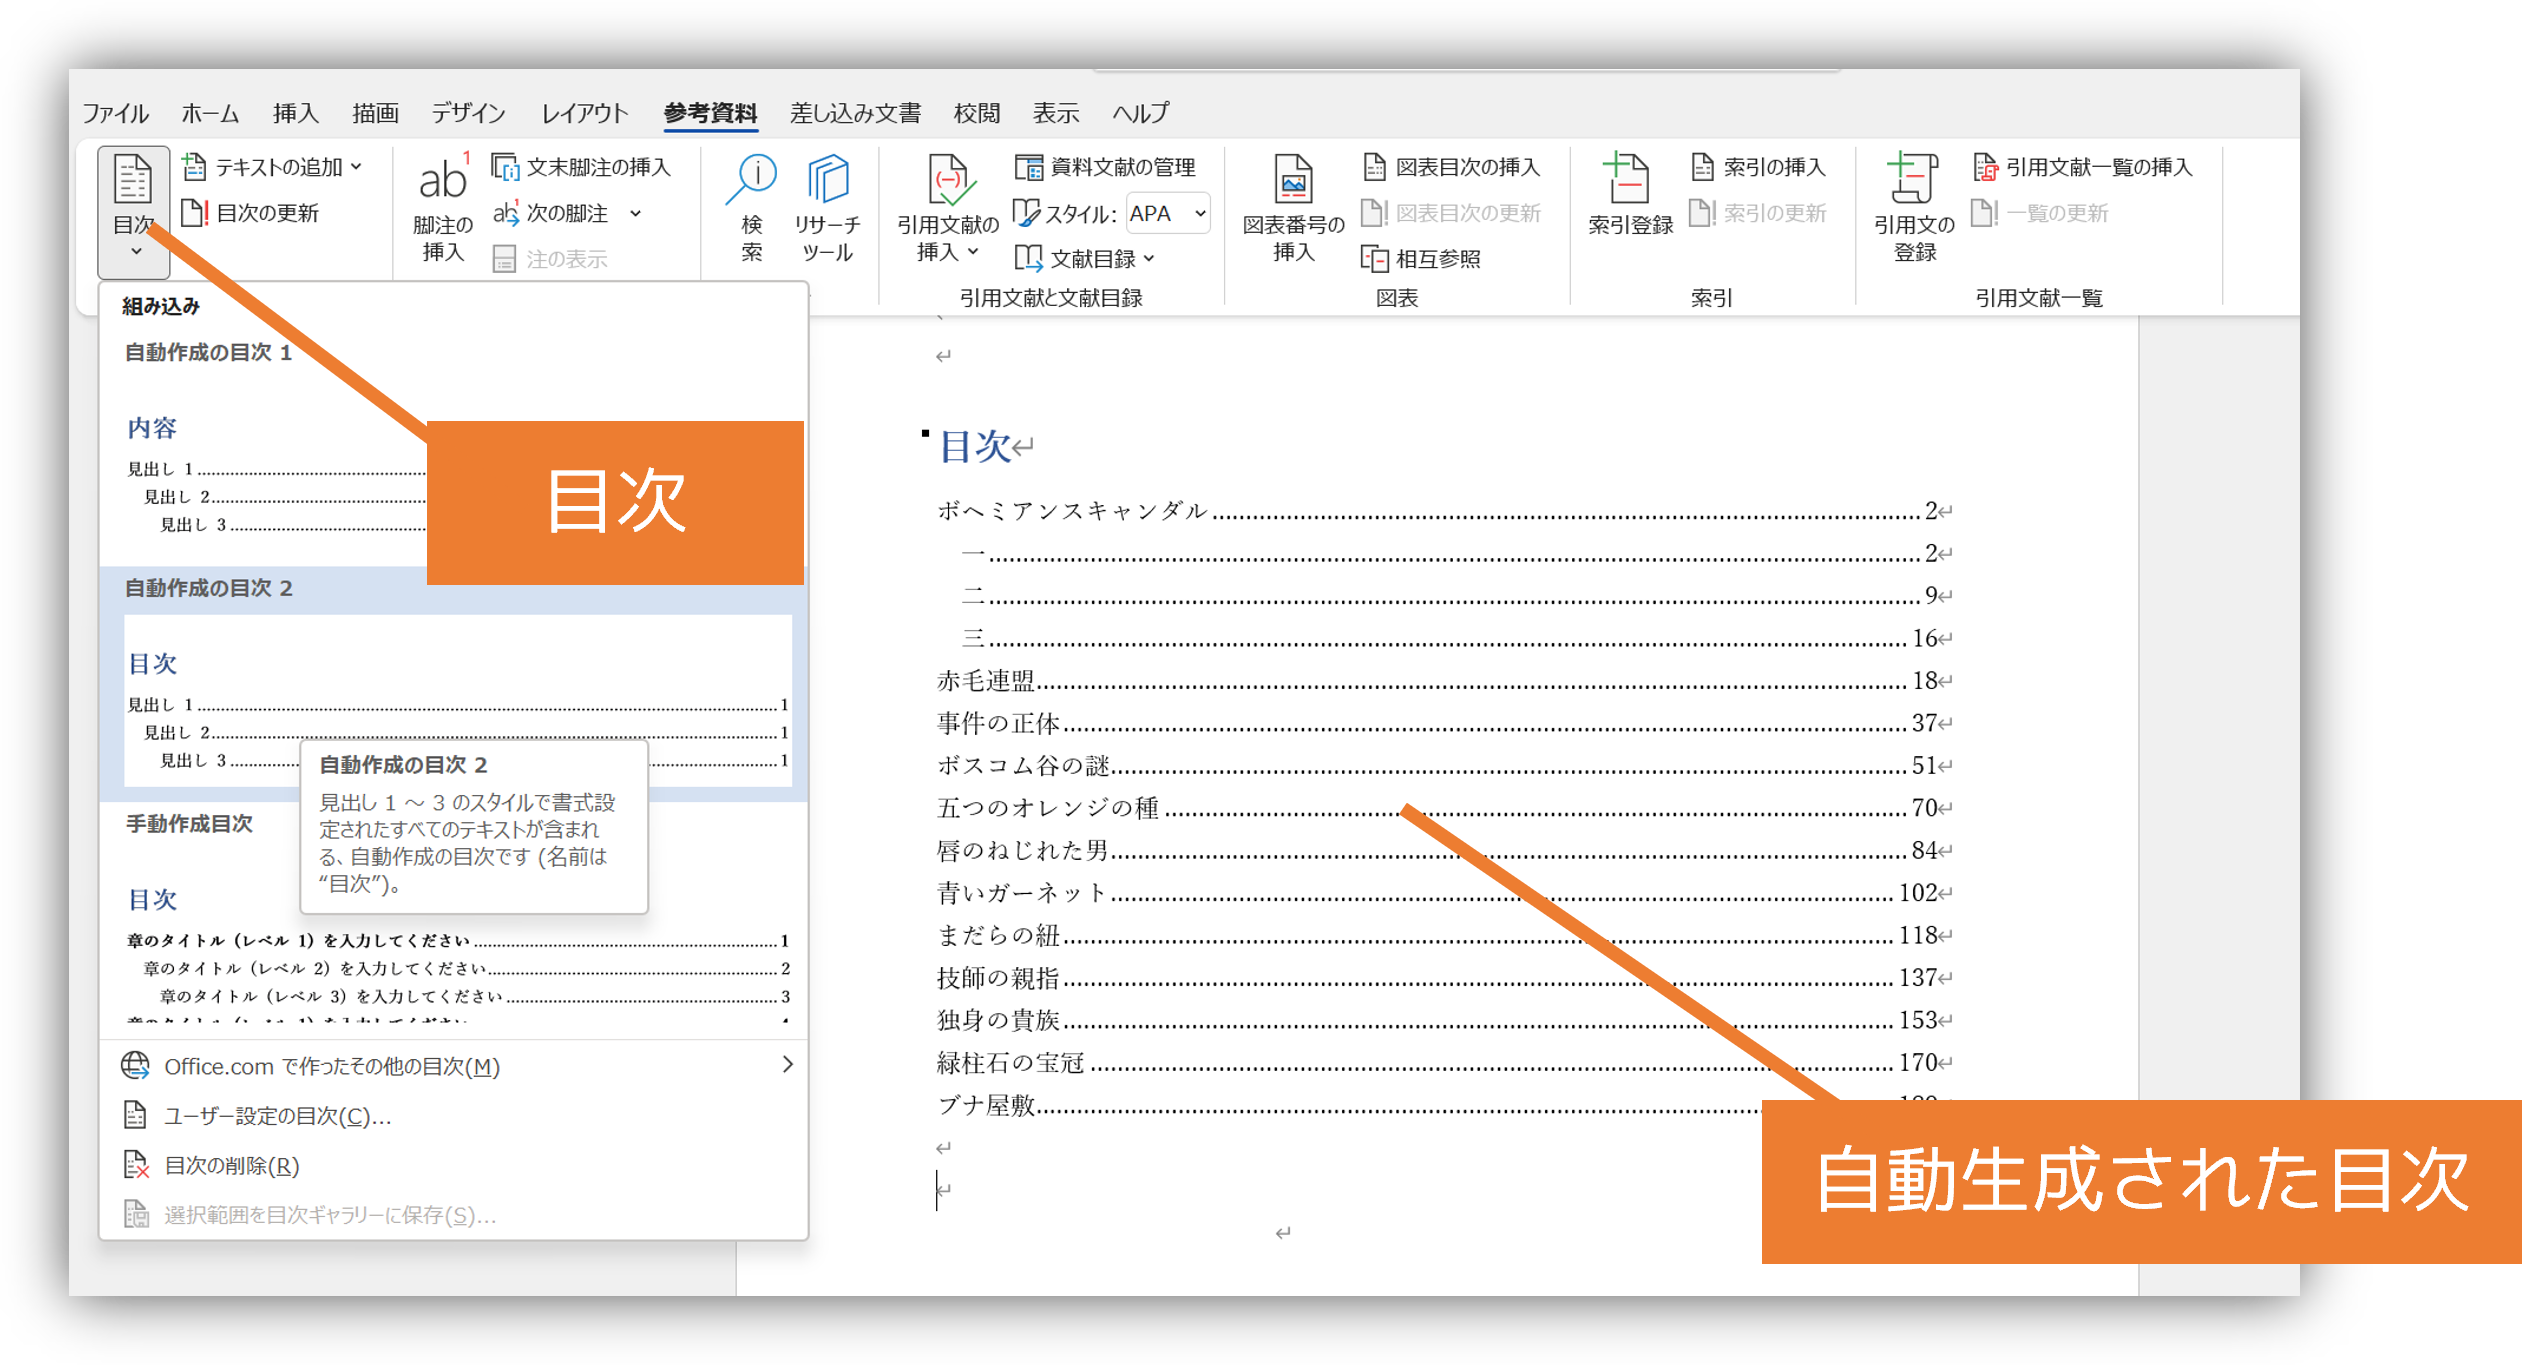 ファイル ホーム 挿入 描画 デザイン レイアウト 参考資料 差し込み文書 校閲 表示 ヘルプ
目次
テキストの追加
目次の更新
ab1
脚注の
挿入
文末脚注の挿入
ab1 次の脚注
注の表示
検
索
リサーチ
ツール
引用文献の
挿入
資料文献の管理
スタイル: APA
文献目録
引用文献と文献目録
図表番号の
挿入
図表目次の挿入
図表目次の更新
相互参照
図表
索引登録
索引の挿入
索引の更新
索引
引用文の
登録
引用文献一覧の挿入
一覧の更新
引用文献一覧
組み込み
自動作成の目次 1
内容
見出し 1
見出し 2
見出し 3
目次
自動作成の目次 2
目次
見出し 1 1
見出し 2 1
見出し 3 1
自動作成の目次 2
見出し 1 ～ 3 のスタイルで書式設
定されたすべてのテキストが含まれ
る、自動作成の目次です (名前は
“目次”)。
手動作成目次
目次
章のタイトル（レベル 1）を入力してください 1
章のタイトル（レベル 2）を入力してください 2
章のタイトル（レベル 3）を入力してください 3
Office.com で作ったその他の目次(M)
ユーザー設定の目次(C)...
目次の削除(R)
選択範囲を目次ギャラリーに保存(S)...
目次
ボヘミアンスキャンダル 2
一 2
二 9
三 16
赤毛連盟 18
事件の正体 37
ボスコム谷の謎 51
五つのオレンジの種 70
唇のねじれた男 84
青いガーネット 102
まだらの紐 118
技師の親指 137
独身の貴族 153
緑柱石の宝冠 170
ブナ屋敷
自動生成された目次